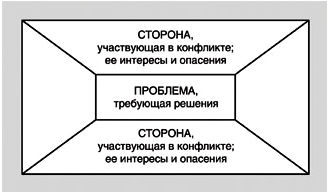 СТОРОНА,
участвующая в конфликте;
ее интересы и опасения
ПРОБЛЕМА,
требующая решения
СТОРОНА,
участвующая в конфликте;
ее интересы и опасения